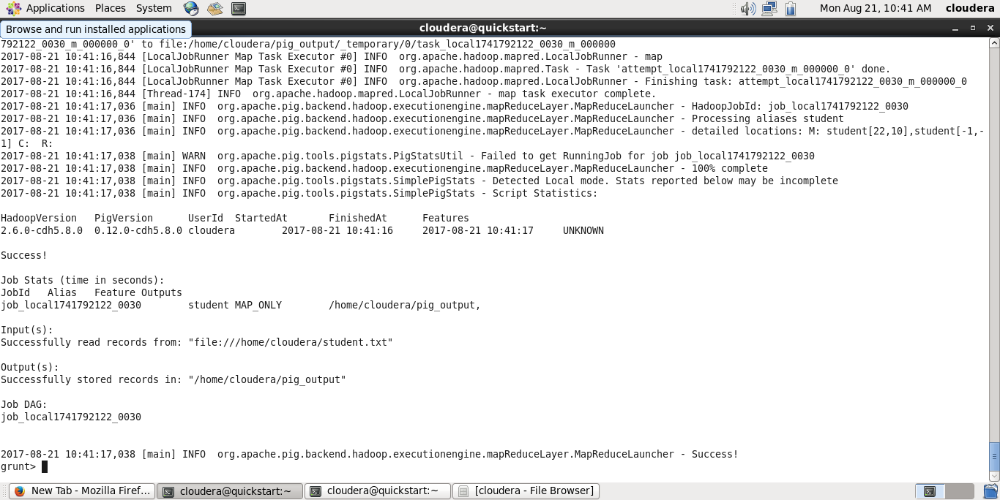 Applications Places System Mon Aug 21, 10:41 AM cloudera
Browse and run installed applications
cloudera@quickstart:~
792122_0030_m_000000_0' to file:/home/cloudera/pig_output/_temporary/0/task_local1741792122_0030_m_000000
2017-08-21 10:41:16,844 [LocalJobRunner Map Task Executor #0] INFO  org.apache.hadoop.mapred.LocalJobRunner - map
2017-08-21 10:41:16,844 [LocalJobRunner Map Task Executor #0] INFO  org.apache.hadoop.mapred.Task - Task 'attempt_local1741792122_0030_m_000000_0' done.
2017-08-21 10:41:16,844 [LocalJobRunner Map Task Executor #0] INFO  org.apache.hadoop.mapred.LocalJobRunner - Finishing task: attempt_local1741792122_0030_m_000000_0
2017-08-21 10:41:16,844 [Thread-174] INFO  org.apache.hadoop.mapred.LocalJobRunner - map task executor complete.
2017-08-21 10:41:17,036 [main] INFO  org.apache.pig.backend.hadoop.executionengine.mapReduceLayer.MapReduceLauncher - HadoopJobId: job_local1741792122_0030
2017-08-21 10:41:17,036 [main] INFO  org.apache.pig.backend.hadoop.executionengine.mapReduceLayer.MapReduceLauncher - Processing aliases student
2017-08-21 10:41:17,036 [main] INFO  org.apache.pig.backend.hadoop.executionengine.mapReduceLayer.MapReduceLauncher - detailed locations: M: student[22,10],student[-1,-
1] C:  R:
2017-08-21 10:41:17,038 [main] WARN  org.apache.pig.tools.pigstats.PigStatsUtil - Failed to get RunningJob for job job_local1741792122_0030
2017-08-21 10:41:17,038 [main] INFO  org.apache.pig.backend.hadoop.executionengine.mapReduceLayer.MapReduceLauncher - 100% complete
2017-08-21 10:41:17,038 [main] INFO  org.apache.pig.tools.pigstats.SimplePigStats - Detected Local mode. Stats reported below may be incomplete
2017-08-21 10:41:17,038 [main] INFO  org.apache.pig.tools.pigstats.SimplePigStats - Script Statistics:
HadoopVersion PigVersion UserId StartedAt FinishedAt Features
2.6.0-cdh5.8.0 0.12.0-cdh5.8.0 cloudera 2017-08-21 10:41:16 2017-08-21 10:41:17 UNKNOWN
Success!
Job Stats (time in seconds):
JobId Alias Feature Outputs
job_local1741792122_0030 student MAP_ONLY /home/cloudera/pig_output,
Input(s):
Successfully read records from: "file:///home/cloudera/student.txt"
Output(s):
Successfully stored records in: "/home/cloudera/pig_output"
Job DAG:
job_local1741792122_0030
2017-08-21 10:41:17,038 [main] INFO  org.apache.pig.backend.hadoop.executionengine.mapReduceLayer.MapReduceLauncher - Success!
grunt>
New Tab - Mozilla Firef... cloudera@quickstart:~ cloudera@quickstart:~ [cloudera - File Browser]